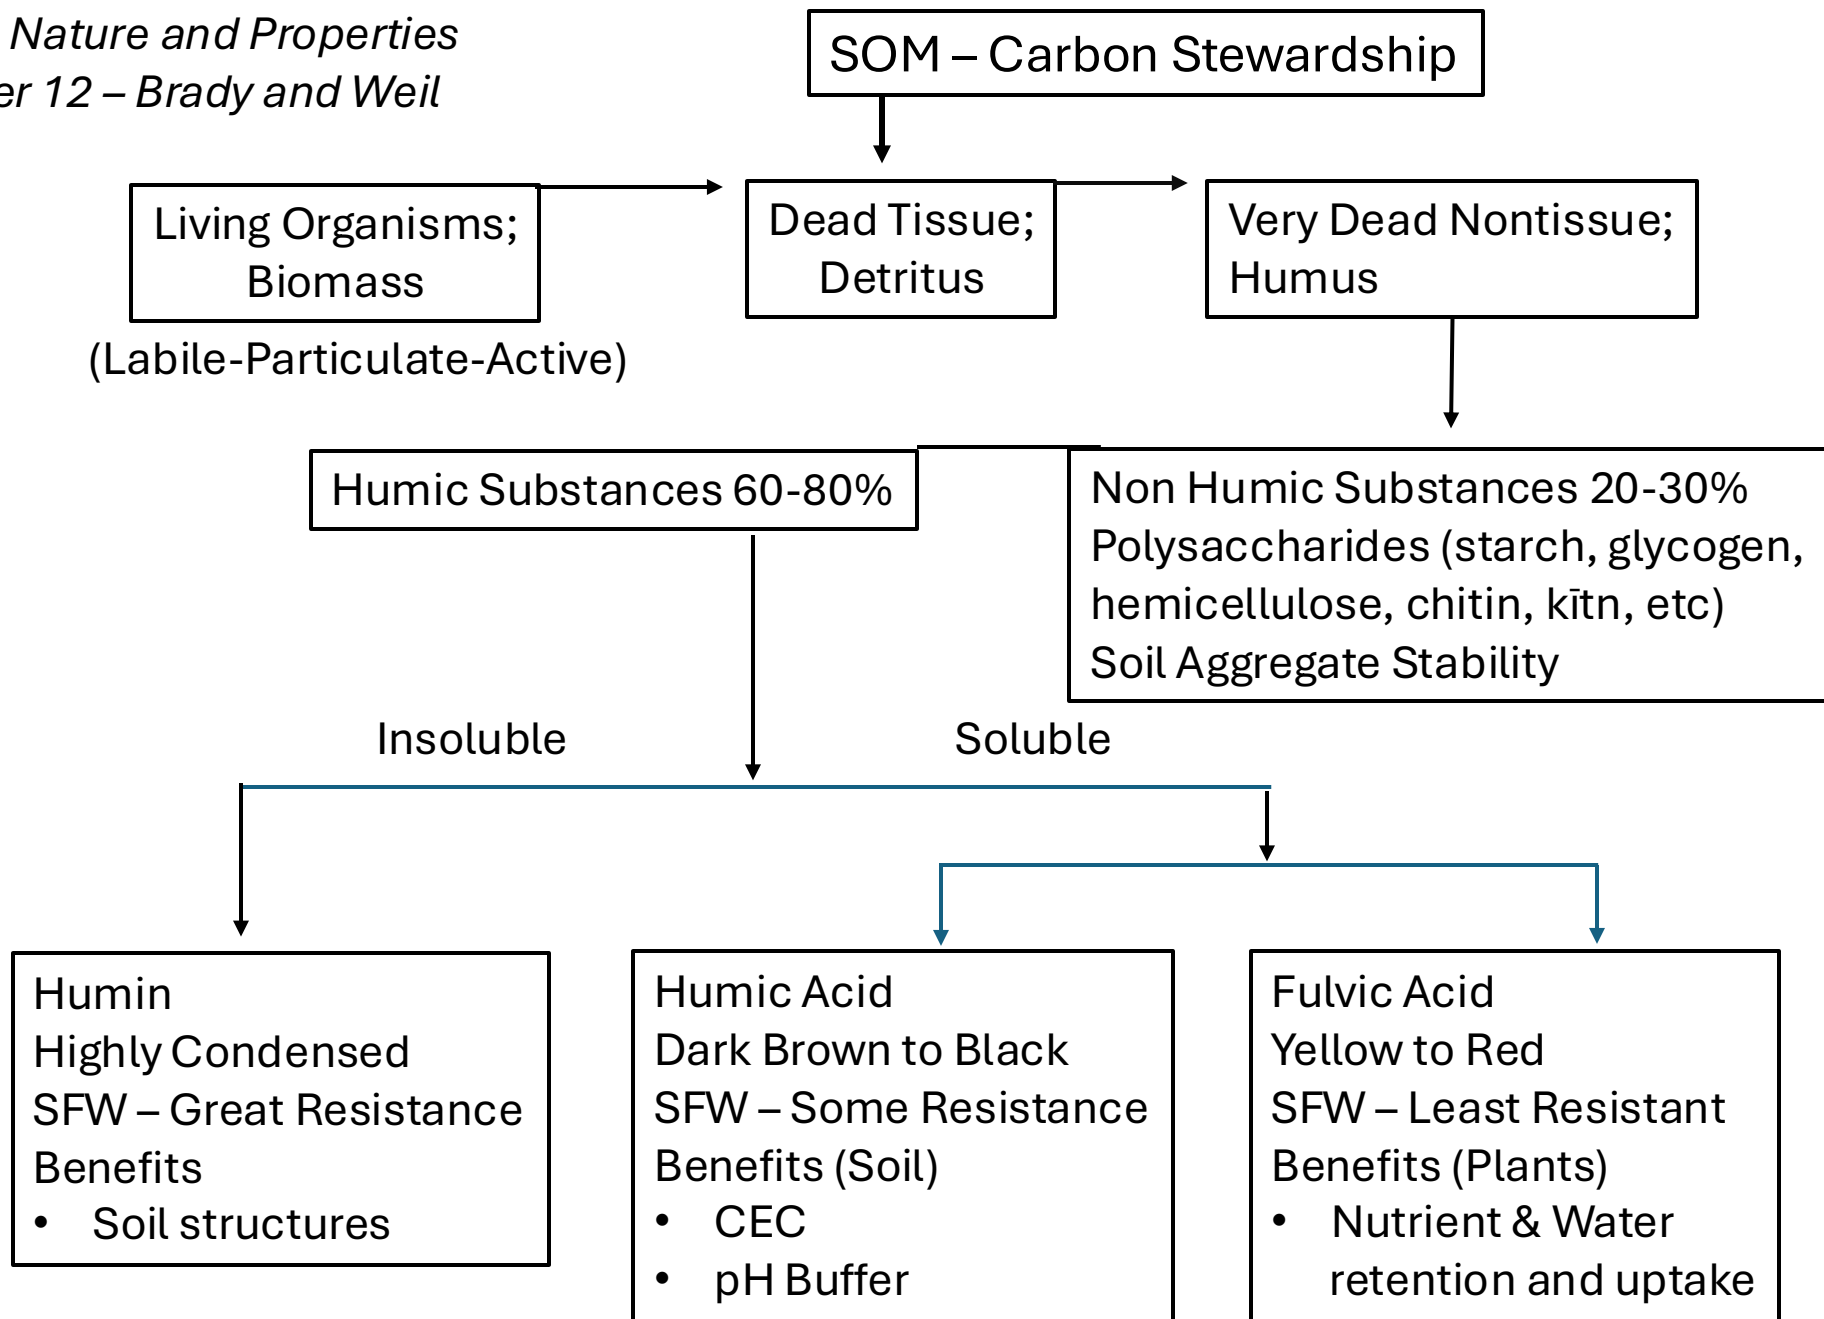 Nature and Properties
er 12 – Brady and Weil
SOM – Carbon Stewardship
Living Organisms;
Biomass
(Labile-Particulate-Active)
Dead Tissue;
Detritus
Very Dead Nontissue;
Humus
Humic Substances 60-80%
Non Humic Substances 20-30%
Polysaccharides (starch, glycogen,
hemicellulose, chitin, kītn, etc)
Soil Aggregate Stability
Insoluble
Soluble
Humin
Highly Condensed
SFW – Great Resistance
Benefits
• Soil structures
Humic Acid
Dark Brown to Black
SFW – Some Resistance
Benefits (Soil)
• CEC
• pH Buffer
Fulvic Acid
Yellow to Red
SFW – Least Resistant
Benefits (Plants)
• Nutrient & Water
retention and uptake